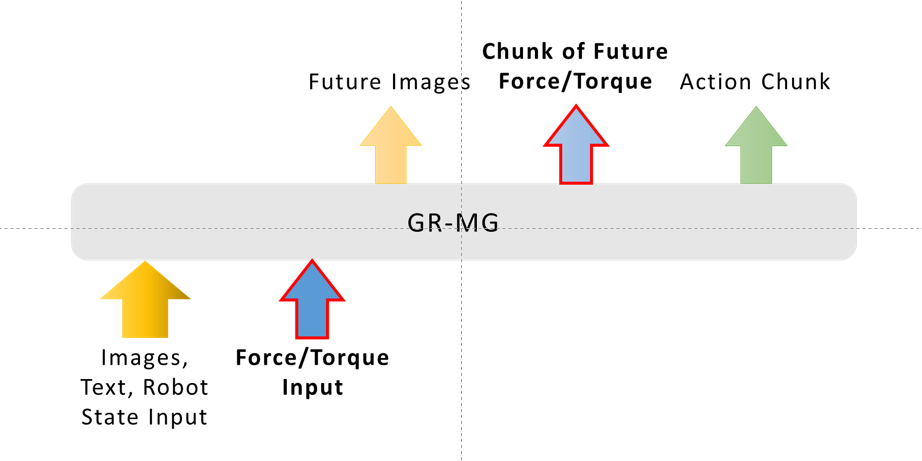 Chunk of Future
Future Images
Force/Torque
Action Chunk
GR-MG
Images,
Text, Robot
State Input
Force/Torque
Input